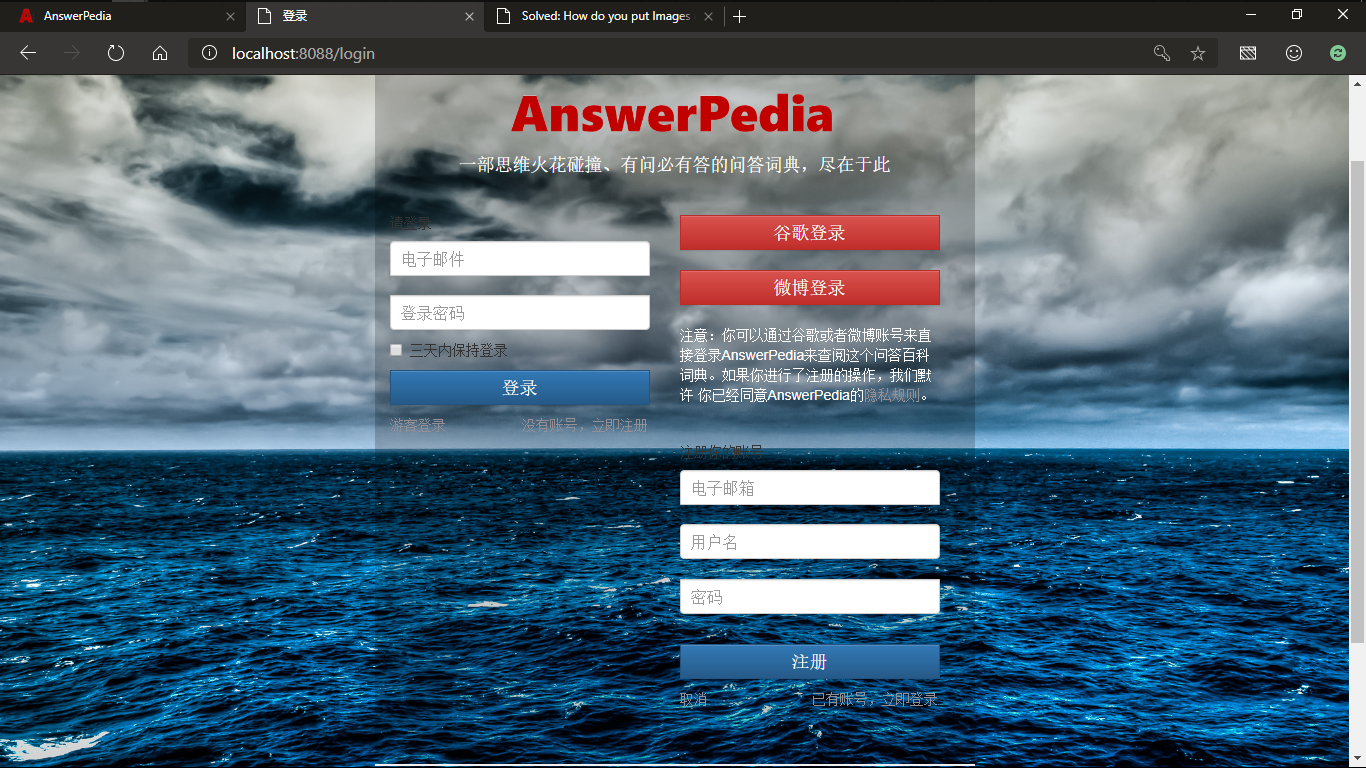 AnswerPedia
登录
Solved: How do you put Images
localhost:8088/login
AnswerPedia
一部思维火花碰撞、有问必有答的问答词典，尽在于此
请登录
电子邮件
登录密码
三天内保持登录
登录
游客登录 没有账号，立即注册
谷歌登录
微博登录
注意：你可以通过谷歌或者微博账号来直
接登录AnswerPedia来查阅这个问答百科
词典。如果你进行了注册的操作，我们默
许 你已经同意AnswerPedia的隐私规则。
注册你的账号
电子邮箱
用户名
密码
注册
取消 已有账号，立即登录